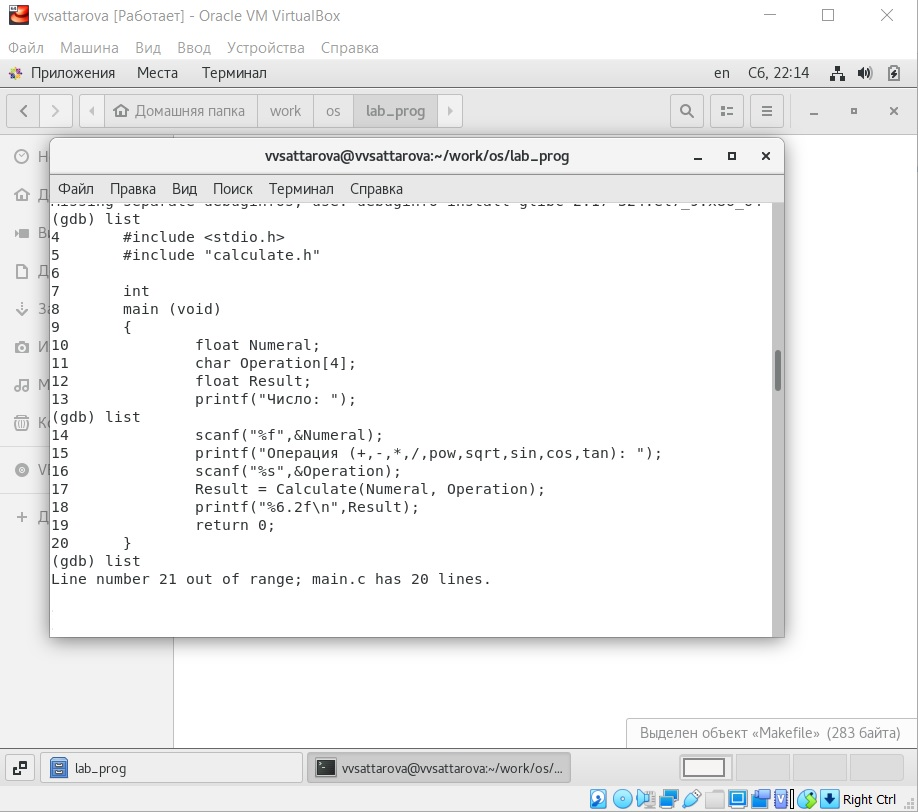 vvsattarova [Работает] - Oracle VM VirtualBox
Файл Машина Вид Ввод Устройства Справка
Приложения Места Терминал en Сб, 22:14
Домашняя папка work os lab_prog
vvsattarova@vvsattarova:~/work/os/lab_prog
Файл Правка Вид Поиск Терминал Справка
(gdb) list
4 #include <stdio.h>
5 #include "calculate.h"
6
7 int
8 main (void)
9 {
10 float Numeral;
11 char Operation[4];
12 float Result;
13 printf("Число: ");
(gdb) list
14 scanf("%f",&Numeral);
15 printf("Операция (+,-,*,/,pow,sqrt,sin,cos,tan): ");
16 scanf("%s",&Operation);
17 Result = Calculate(Numeral, Operation);
18 printf("%6.2f\n",Result);
19 return 0;
20 }
(gdb) list
Line number 21 out of range; main.c has 20 lines.
Выделен объект «Makefile» (283 байта)
lab_prog vvsattarova@vvsattarova:~/work/os/...
Right Ctrl